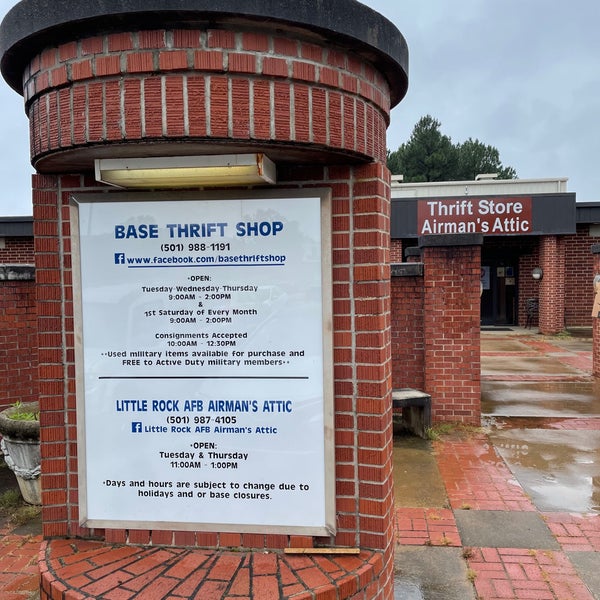 BASE THRIFT SHOP
(501) 988-1191
f www.facebook.com/basethriftshop
•OPEN:
Tuesday-Wednesday-Thursday
9:00AM - 2:00PM
&
1st Saturday of Every Month
9:00AM - 2:00PM
Consignments Accepted
10:00AM - 12:30PM
••Used military items available for purchase and
FREE to Active Duty military members••
LITTLE ROCK AFB AIRMAN'S ATTIC
(501) 987-4105
f Little Rock AFB Airman's Attic
•OPEN:
Tuesday & Thursday
11:00AM - 1:00PM
•Days and hours are subject to change due to
holidays and or base closures.
Thrift Store
Airman's Attic